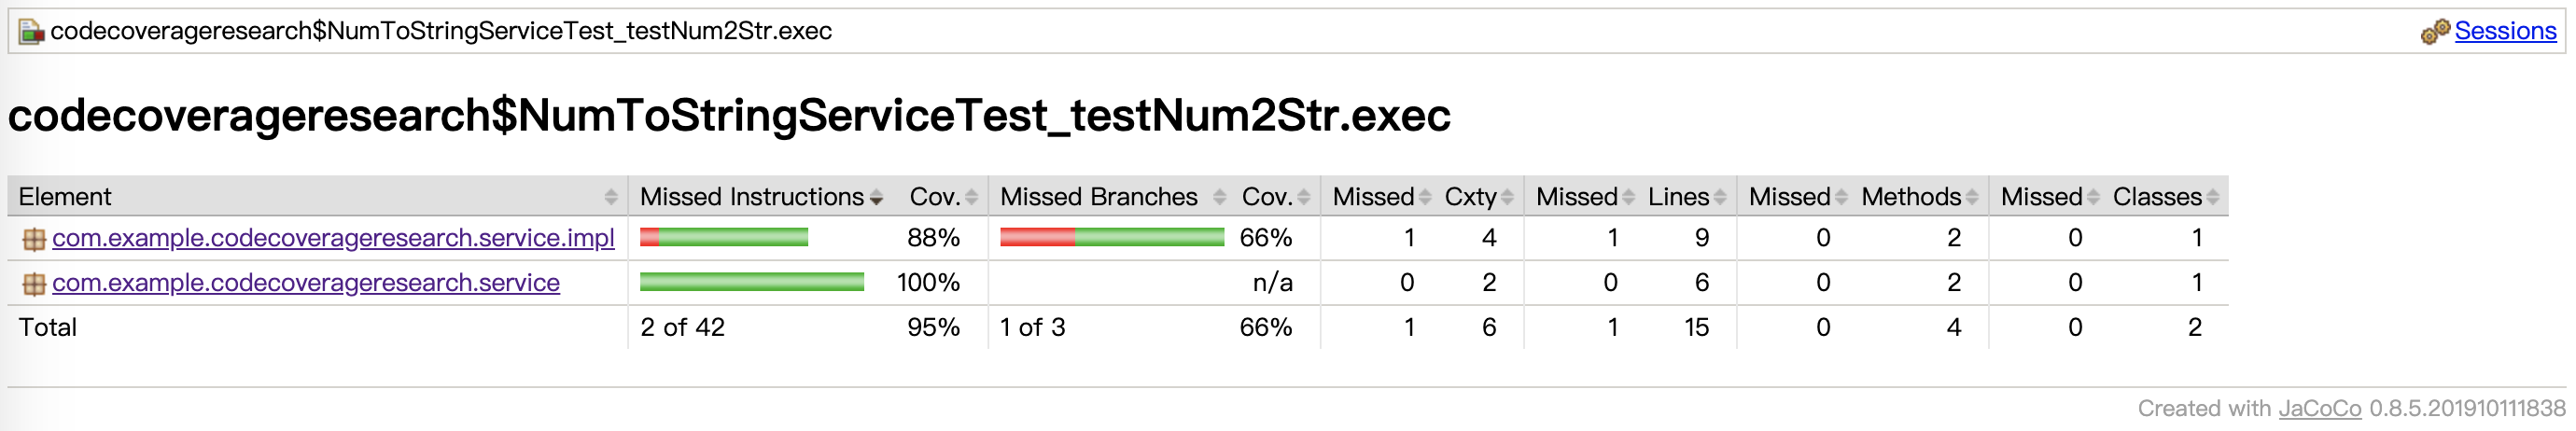 codecoverageresearch$NumToStringServiceTest_testNum2Str.exec Sessions
codecoverageresearch$NumToStringServiceTest_testNum2Str.exec
Element Missed Instructions Cov. Missed Branches Cov. Missed Cxty Missed Lines Missed Methods Missed Classes
com.example.codecoverageresearch.service.impl 88% 66% 1 4 1 9 0 2 0 1
com.example.codecoverageresearch.service 100% n/a 0 2 0 6 0 2 0 1
Total 2 of 42 95% 1 of 3 66% 1 6 1 15 0 4 0 2
Created with JaCoCo 0.8.5.201910111838